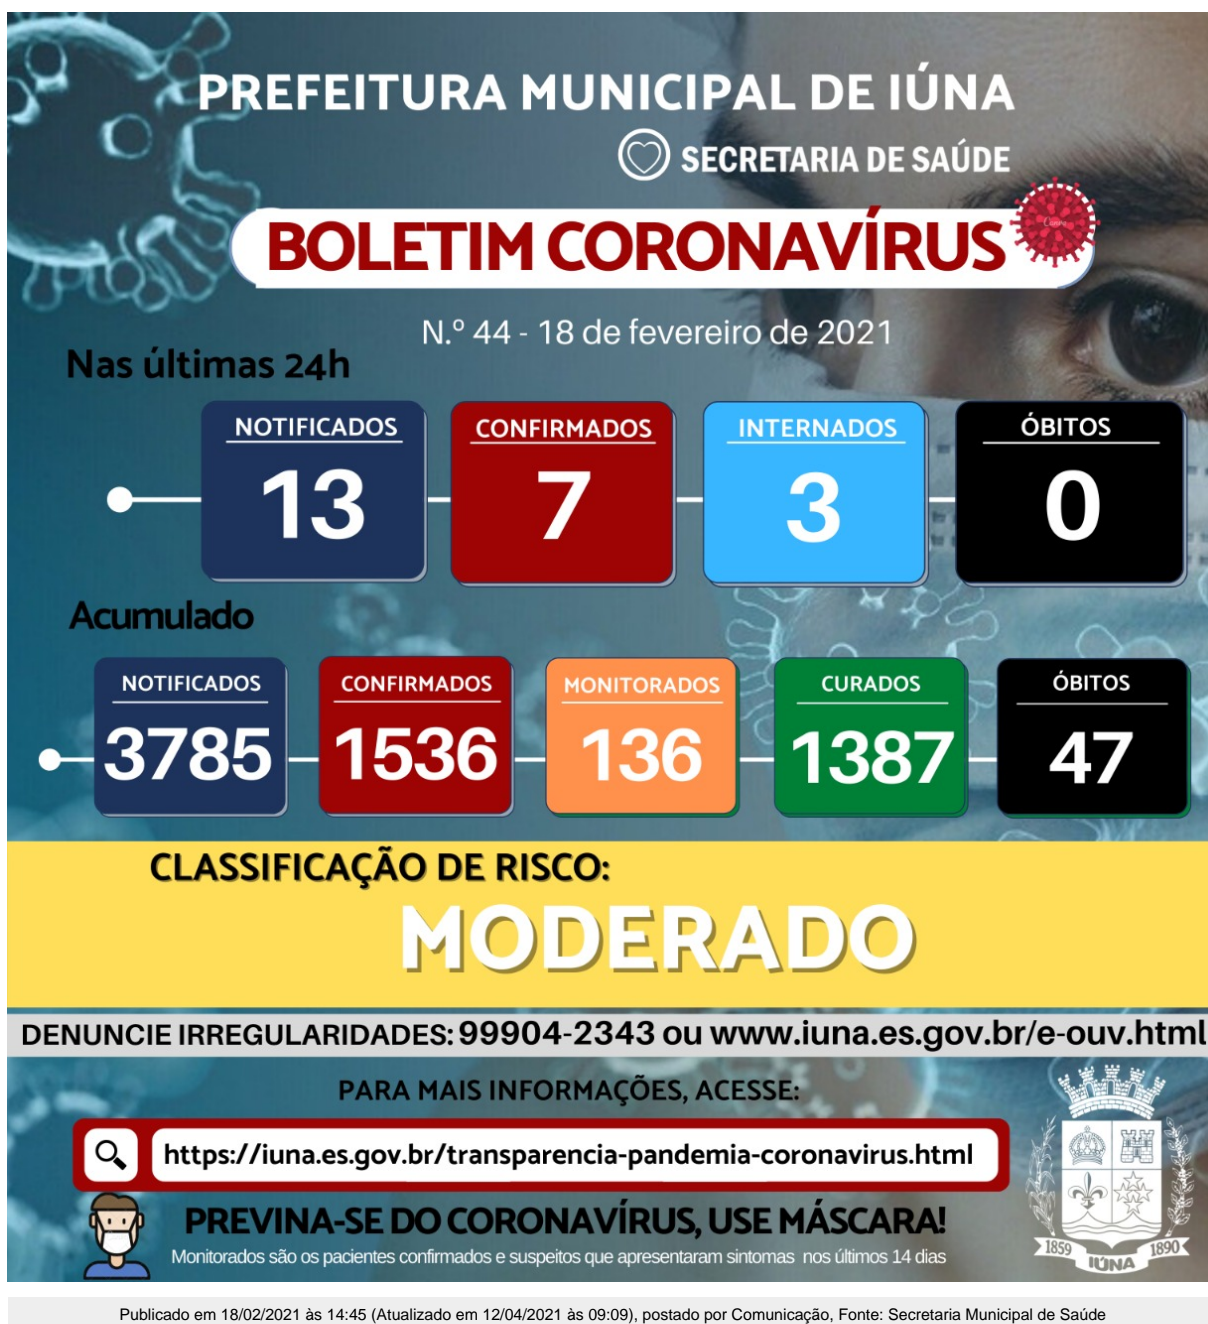 PREFEITURA MUNICIPAL DE IÚNA
SECRETARIA DE SAÚDE
BOLETIM CORONAVÍRUS
Canva
N.º 44 - 18 de fevereiro de 2021
Nas últimas 24h
NOTIFICADOS CONFIRMADOS INTERNADOS ÓBITOS
13 7 3 0
Acumulado
NOTIFICADOS CONFIRMADOS MONITORADOS CURADOS ÓBITOS
3785 1536 136 1387 47
CLASSIFICAÇÃO DE RISCO:
MODERADO
DENUNCIE IRREGULARIDADES: 99904-2343 ou www.iuna.es.gov.br/e-ouv.html
PARA MAIS INFORMAÇÕES, ACESSE:
https://iuna.es.gov.br/transparencia-pandemia-coronavirus.html
PREVINA-SE DO CORONAVÍRUS, USE MÁSCARA!
Monitorados são os pacientes confirmados e suspeitos que apresentaram sintomas nos últimos 14 dias
1859 IÚNA 1890
Publicado em 18/02/2021 às 14:45 (Atualizado em 12/04/2021 às 09:09), postado por Comunicação, Fonte: Secretaria Municipal de Saúde